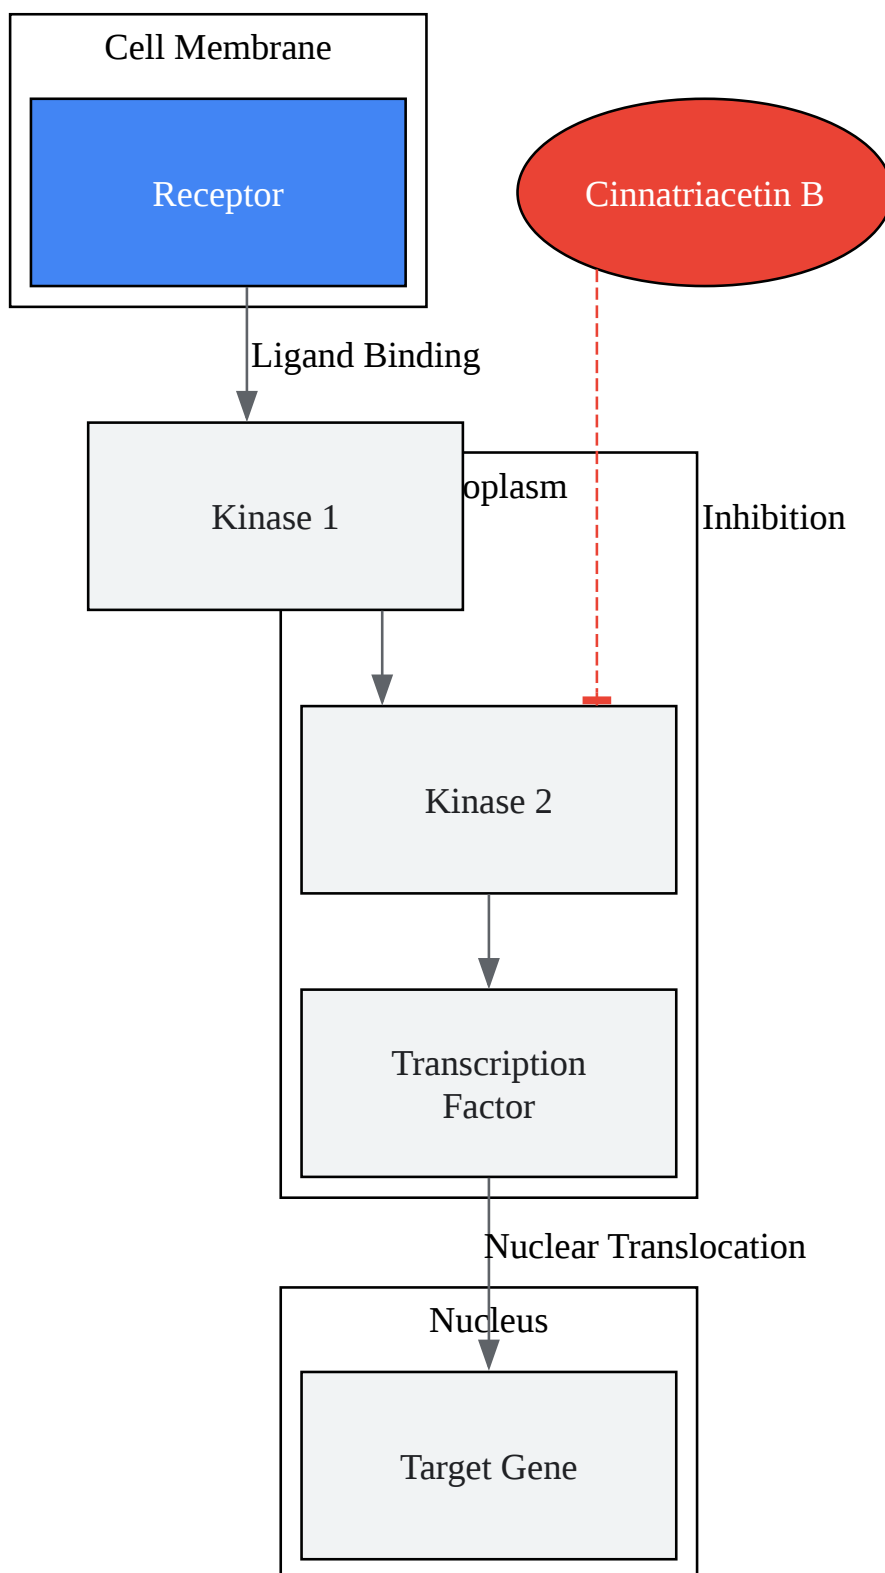 Cell Membrane
Receptor
Cinnatriacetin B
Ligand Binding
Kinase 1
oplasm
Inhibition
Kinase 2
Transcription
Factor
Nuclear Translocation
Nucleus
Target Gene